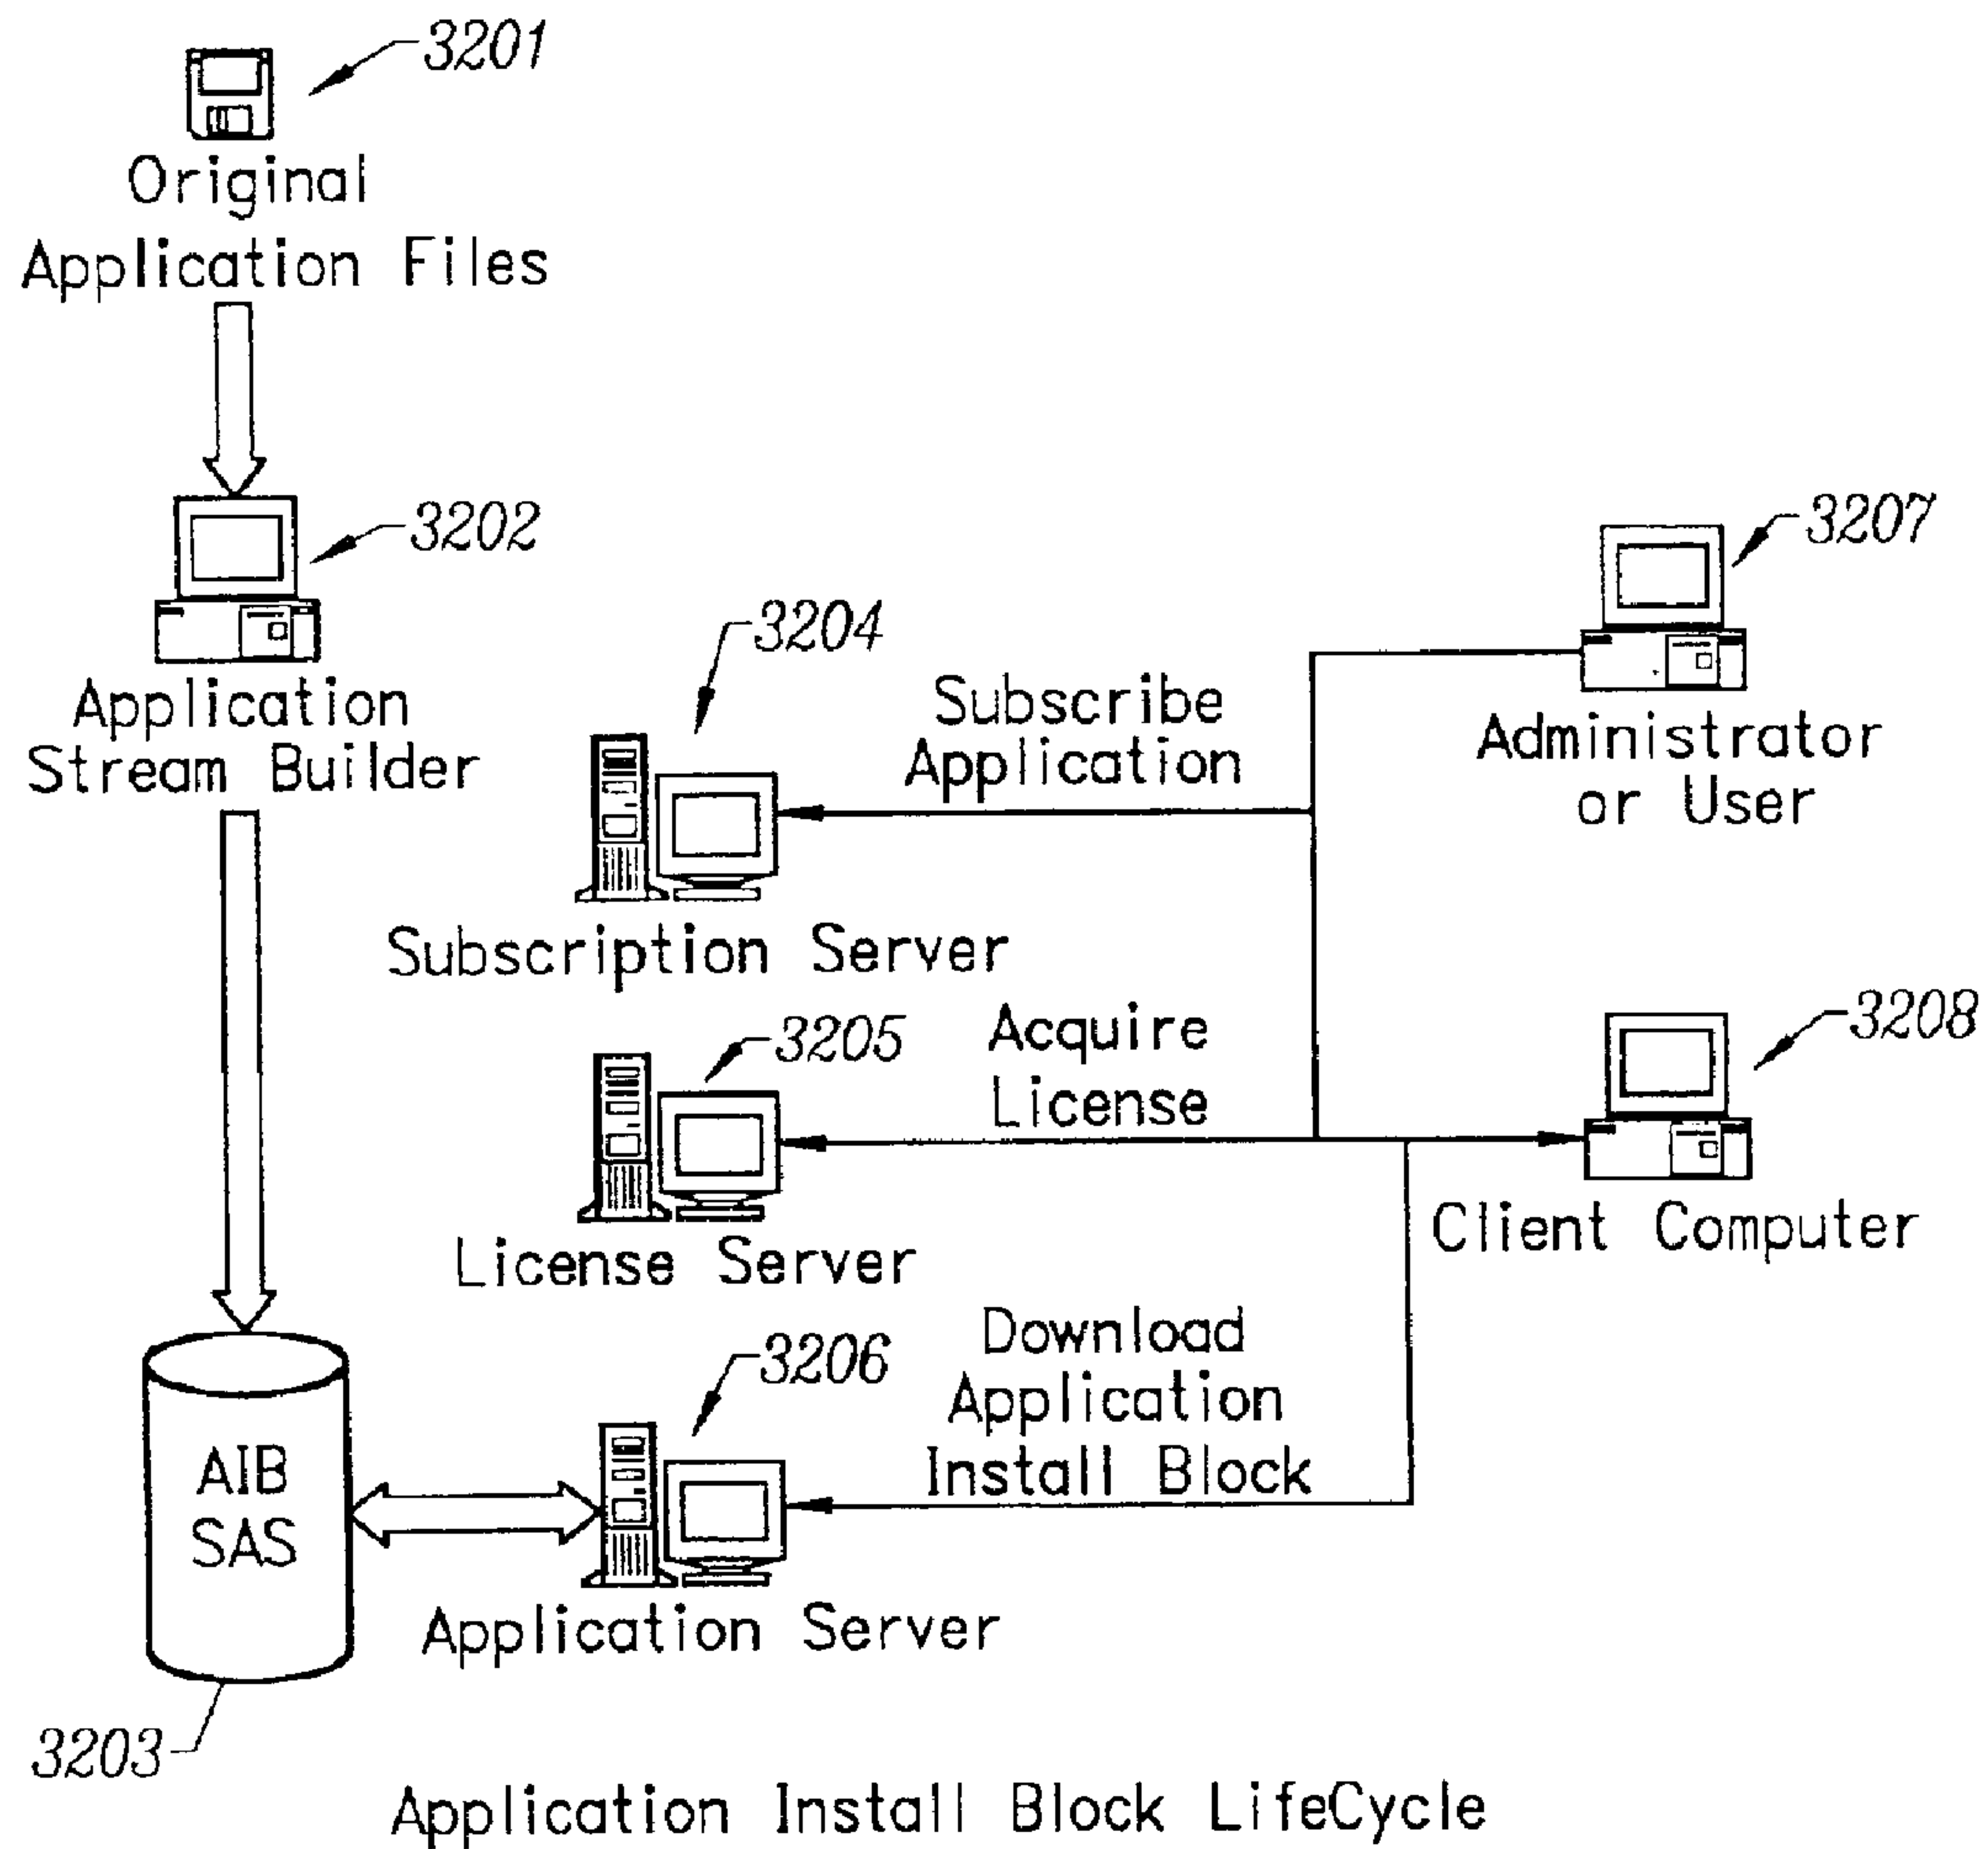 3201
Original
Application Files
3202
Application
Stream Builder
3204
Subscribe
Application
3207
Administrator
or User
Subscription Server
3205
Acquire
License
3208
Client Computer
License Server
3206
Download
Application
Install Block
AIB
SAS
Application Server
3203
Application Install Block LifeCycle